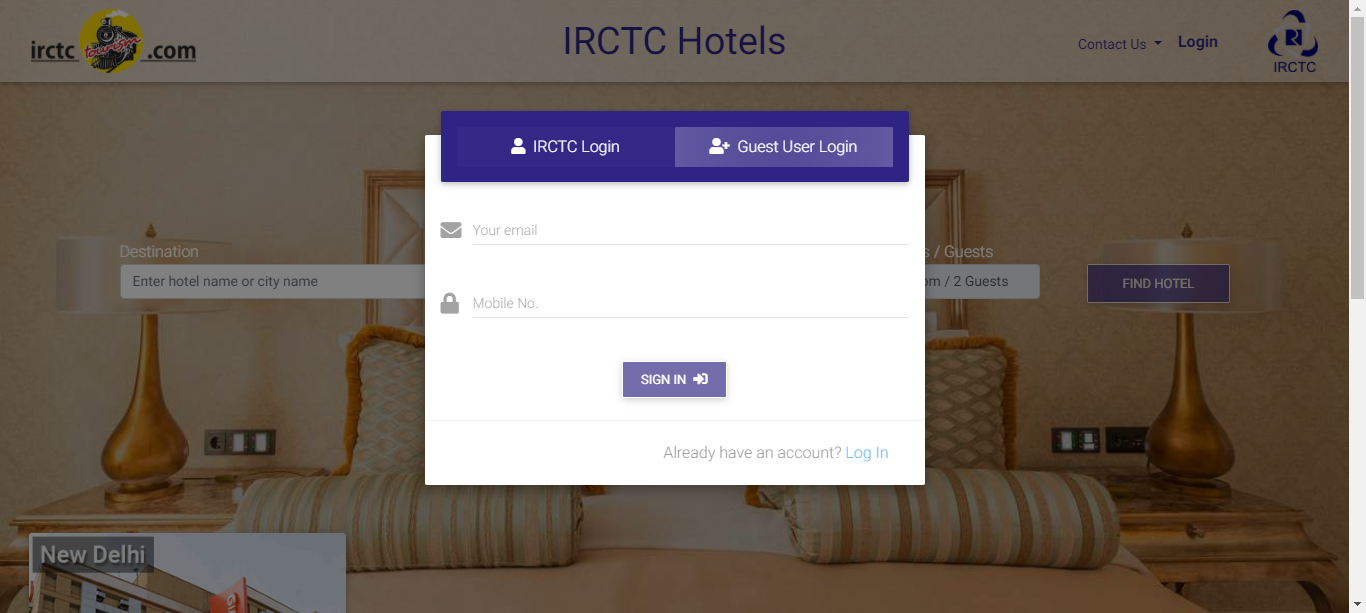 irctc tourism .com
IRCTC Hotels
Contact Us
Login
IRCTC
IRCTC Login
Guest User Login
Your email
Mobile No.
SIGN IN
Already have an account? Log In
Destination
Enter hotel name or city name
/ Guests
/ 2 Guests
FIND HOTEL
New Delhi